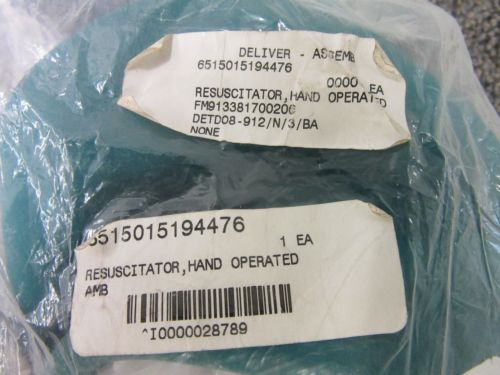 DELIVER - ASSEMB
6515015194476
0000 EA
RESUSCITATOR,HAND OPERATED
FM913381700206
DETD08-912/N/3/BA
NONE
6515015194476
1 EA
RESUSCITATOR,HAND OPERATED
AMB
^I0000028789